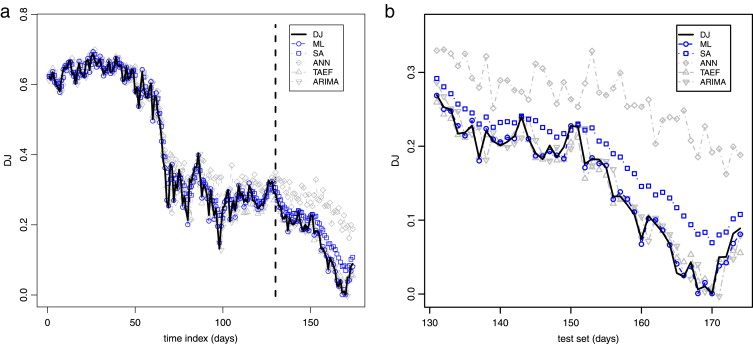 a
DJ
0.8
0.6
0.4
0.2
0.0
0
50
100
150
time index (days)
DJ
ML
SA
ANN
TAEF
ARIMA
b
DJ
0.3
0.2
0.1
0.0
130
140
150
160
170
test set (days)
DJ
ML
SA
ANN
TAEF
ARIMA